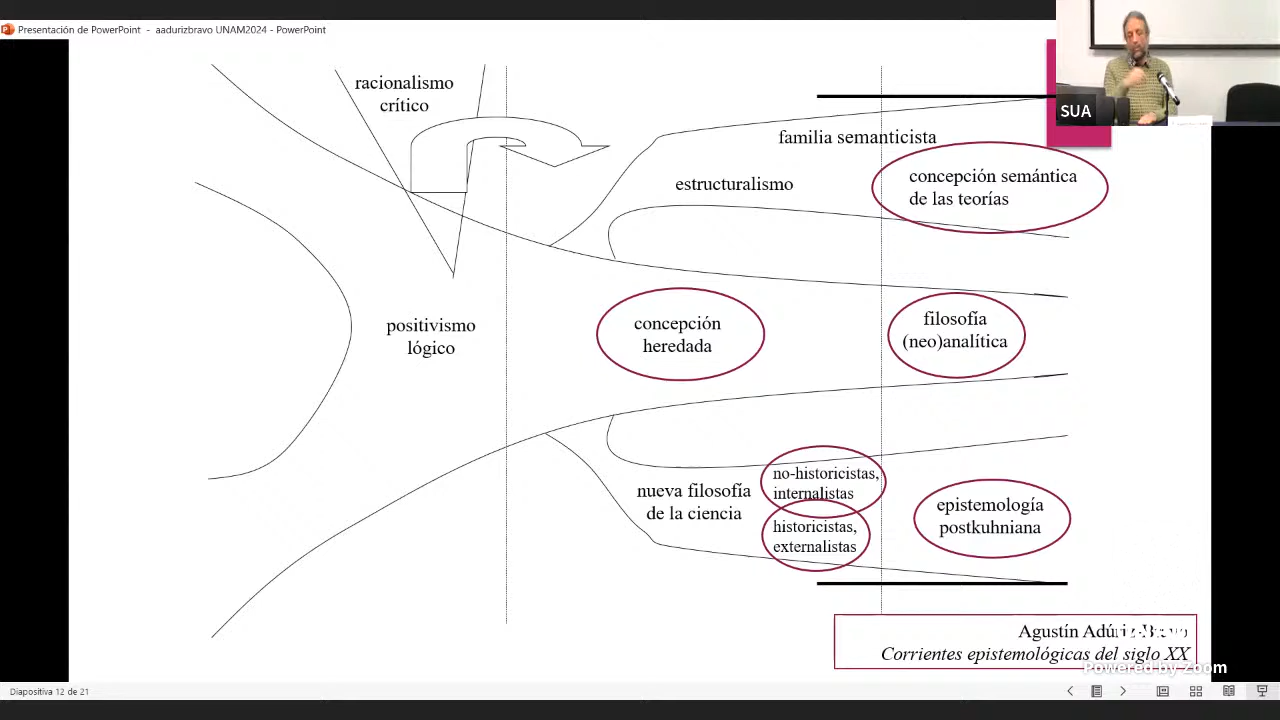 Presentación de PowerPoint - aadurizbravo UNAM2024 - PowerPoint
SUA
racionalismo
crítico
familia semanticista
estructuralismo
concepción semántica
de las teorías
positivismo
lógico
concepción
heredada
filosofía
(neo)analítica
nueva filosofía
de la ciencia
no-historicistas,
internalistas
historicistas,
externalistas
epistemología
postkuhniana
Agustín
Corrientes epistemológicas del siglo XX
Powered by Zoom
Diapositiva 12 de 21